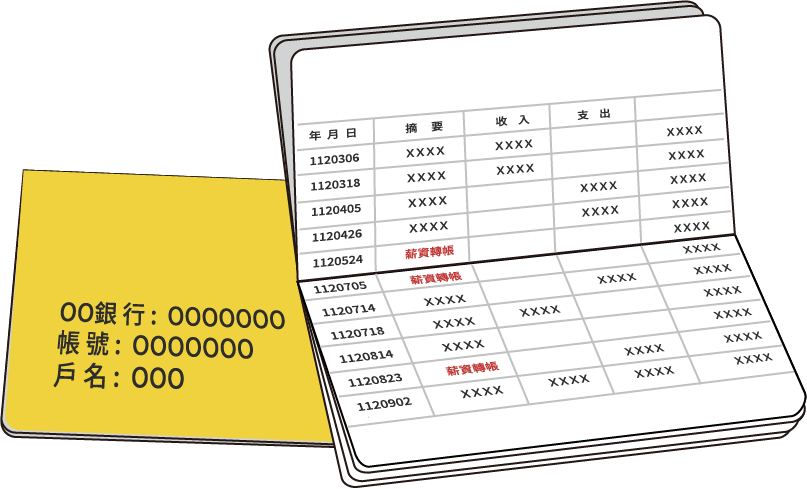 OO銀行：0000000
帳號：0000000
戶名：000
年月日 摘要 收入 支出
1120306 XXXX XXXX XXXX
1120318 XXXX XXXX XXXX
1120405 XXXX XXXX XXXX
1120426 XXXX XXXX XXXX
1120524 薪資轉帳 XXXX
1120705 薪資轉帳 XXXX
1120714 XXXX XXXX XXXX
1120718 XXXX XXXX XXXX
1120814 XXXX XXXX
1120823 薪資轉帳 XXXX XXXX
1120902 XXXX XXXX XXXX XXXX